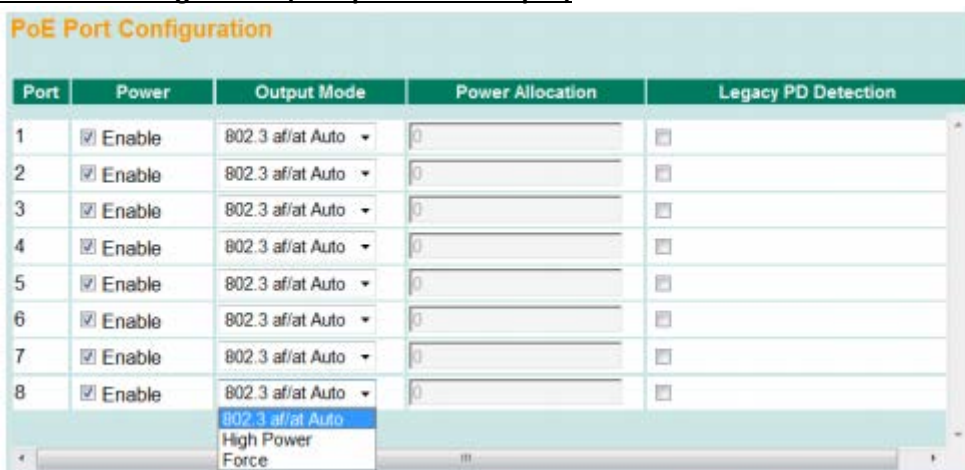 PoE Port Configuration
Port Power Output Mode Power Allocation Legacy PD Detection
1 Enable 802.3 af/at Auto 0
2 Enable 802.3 af/at Auto 0
3 Enable 802.3 af/at Auto 0
4 Enable 802.3 af/at Auto 0
5 Enable 802.3 af/at Auto 0
6 Enable 802.3 af/at Auto 0
7 Enable 802.3 af/at Auto 0
8 Enable 802.3 af/at Auto 0
802.3 af/at Auto
High Power
Force